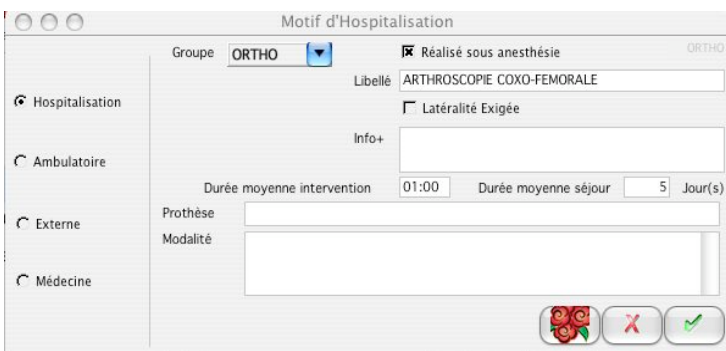 Motif d'Hospitalisation
Groupe ORTHO Réalisé sous anesthésie ORTHO
Libellé ARTHROSCOPIE COXO-FEMORALE
Hospitalisation Latéralité Exigée
Info+
Ambulatoire
Durée moyenne intervention 01:00 Durée moyenne séjour 5 Jour(s)
Prothèse
Externe
Modalité
Médecine